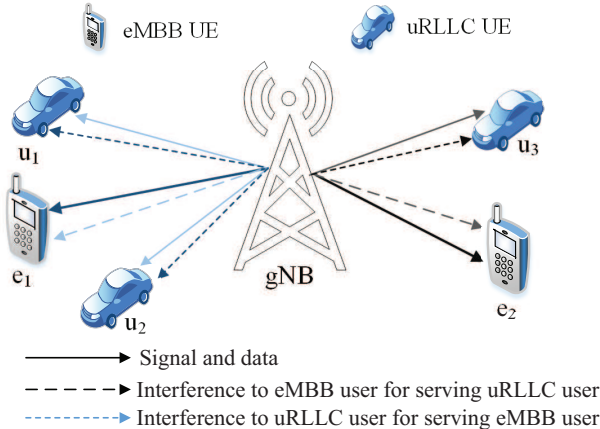 eMBB UE
uRLLC UE
u1
u3
e1
gNB
e2
u2
Signal and data
Interference to eMBB user for serving uRLLC user
Interference to uRLLC user for serving eMBB user